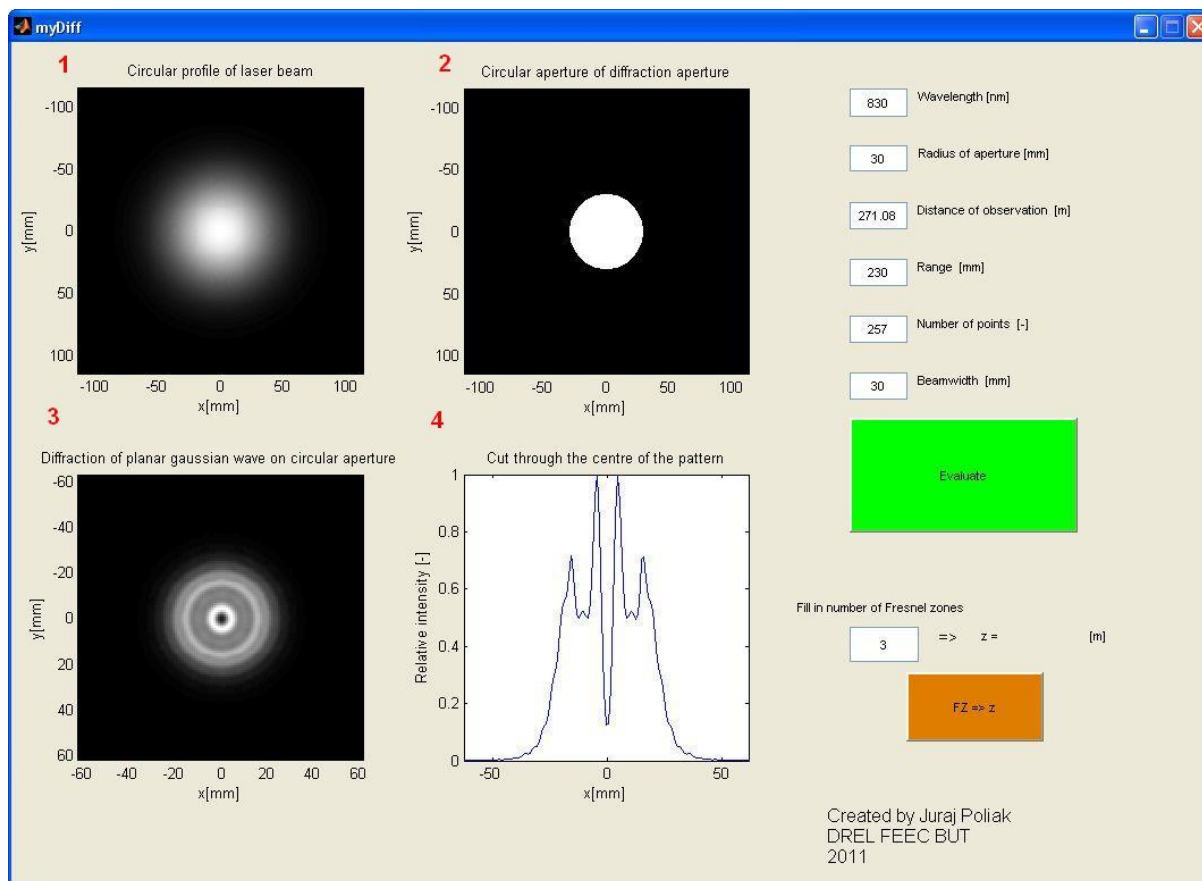 myDiff
1
Circular profile of laser beam
-100
-50
0
50
100
y[mm]
-100 -50 0 50 100
x[mm]
2
Circular aperture of diffraction aperture
-100
-50
0
50
100
y[mm]
-100 -50 0 50 100
x[mm]
3
Diffraction of planar gaussian wave on circular aperture
-60
-40
-20
0
20
40
60
y[mm]
-60 -40 -20 0 20 40 60
x[mm]
4
Cut through the centre of the pattern
1
0.8
0.6
0.4
0.2
0
Relative intensity [-]
-50 0 50
x[mm]
830 Wavelength [nm]
30 Radius of aperture [mm]
271.08 Distance of observation [m]
230 Range [mm]
257 Number of points [-]
30 Beamwidth [mm]
Evaluate
Fill in number of Fresnel zones
3 => z = [m]
FZ => z
Created by Juraj Poliak
DREL FEEC BUT
2011